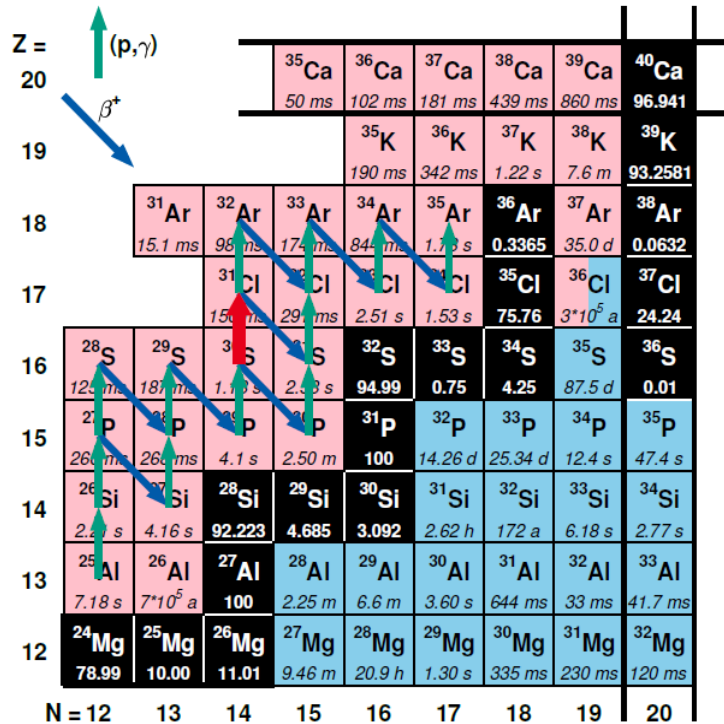 Z =
(p,γ)
20
β+
35Ca 36Ca 37Ca 38Ca 39Ca 40Ca
50 ms 102 ms 181 ms 439 ms 860 ms 96.941
19
35K 36K 37K 38K 39K
190 ms 342 ms 1.22 s 7.6 m 93.2581
18
31Ar 32Ar 33Ar 34Ar 35Ar 36Ar 37Ar 38Ar
15.1 ms 98 ms 174 ms 844 ms 0.3365 35.0 d 0.0632
17
31Cl 35Cl 36Cl 37Cl
2.51 s 1.53 s 75.76 3*10^5 a 24.24
16
28S 29S 32S 33S 34S 35S 36S
187 ms 94.99 0.75 4.25 87.5 d 0.01
15
31P 32P 33P 34P 35P
4.1 s 2.50 m 100 14.26 d 25.34 d 12.4 s 47.4 s
14
28Si 29Si 30Si 31Si 32Si 33Si 34Si
4.16 s 92.223 4.685 3.092 2.62 h 172 a 6.18 s 2.77 s
13
25Al 26Al 27Al 28Al 29Al 30Al 31Al 32Al 33Al
7.18 s 7*10^5 a 100 2.25 m 6.6 m 3.60 s 644 ms 33 ms 41.7 ms
12
24Mg 25Mg 26Mg 27Mg 28Mg 29Mg 30Mg 31Mg 32Mg
78.99 10.00 11.01 9.46 m 20.9 h 1.30 s 335 ms 230 ms 120 ms
N = 12 13 14 15 16 17 18 19 20